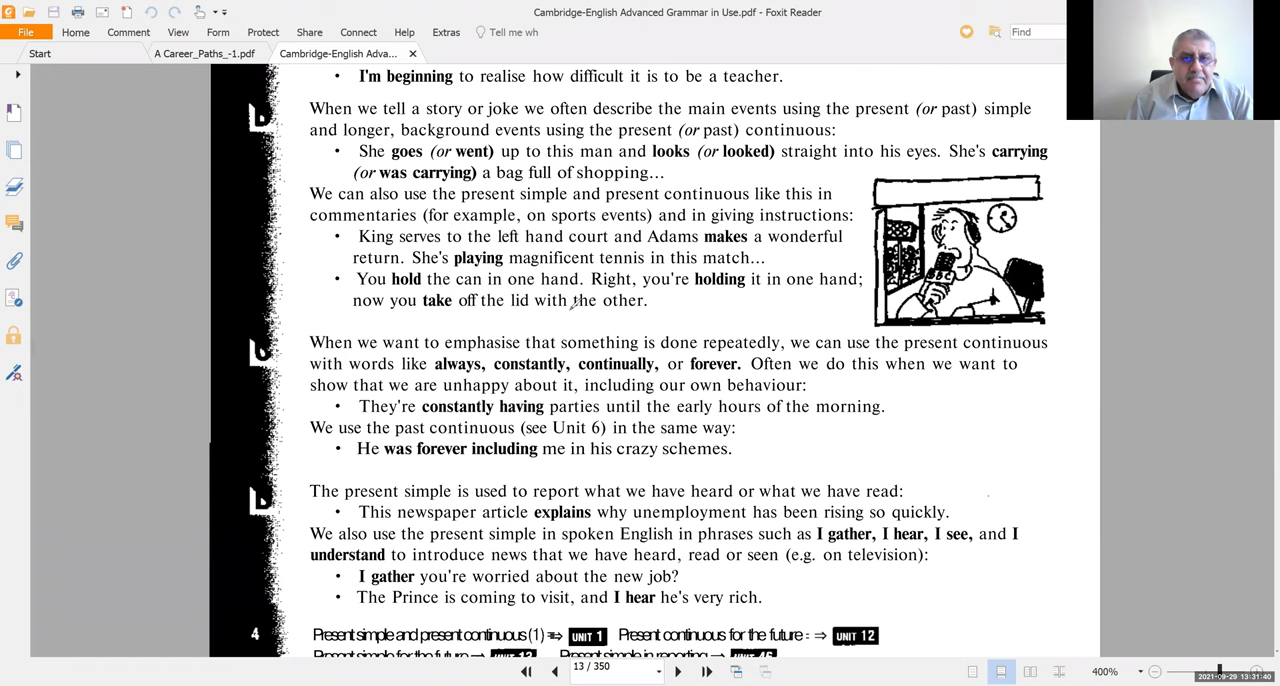 Cambridge-English Advanced Grammar in Use.pdf - Foxit Reader
File Home Comment View Form Protect Share Connect Help Extras Tell me wh Find
Start A Career_Paths_-1.pdf Cambridge-English Adva...
• I'm beginning to realise how difficult it is to be a teacher.
When we tell a story or joke we often describe the main events using the present (or past) simple
and longer, background events using the present (or past) continuous:
• She goes (or went) up to this man and looks (or looked) straight into his eyes. She's carrying
(or was carrying) a bag full of shopping...
We can also use the present simple and present continuous like this in
commentaries (for example, on sports events) and in giving instructions:
• King serves to the left hand court and Adams makes a wonderful
return. She's playing magnificent tennis in this match...
• You hold the can in one hand. Right, you're holding it in one hand;
now you take off the lid with the other.
BBC
When we want to emphasise that something is done repeatedly, we can use the present continuous
with words like always, constantly, continually, or forever. Often we do this when we want to
show that we are unhappy about it, including our own behaviour:
• They're constantly having parties until the early hours of the morning.
We use the past continuous (see Unit 6) in the same way:
• He was forever including me in his crazy schemes.
The present simple is used to report what we have heard or what we have read:
• This newspaper article explains why unemployment has been rising so quickly.
We also use the present simple in spoken English in phrases such as I gather, I hear, I see, and I
understand to introduce news that we have heard, read or seen (e.g. on television):
• I gather you're worried about the new job?
• The Prince is coming to visit, and I hear he's very rich.
4 Present simple and present continuous (1) ⇒ UNIT 1 Present continuous for the future : ⇒ UNIT 12
13 / 350 400%
2021-09-29 13:31:40